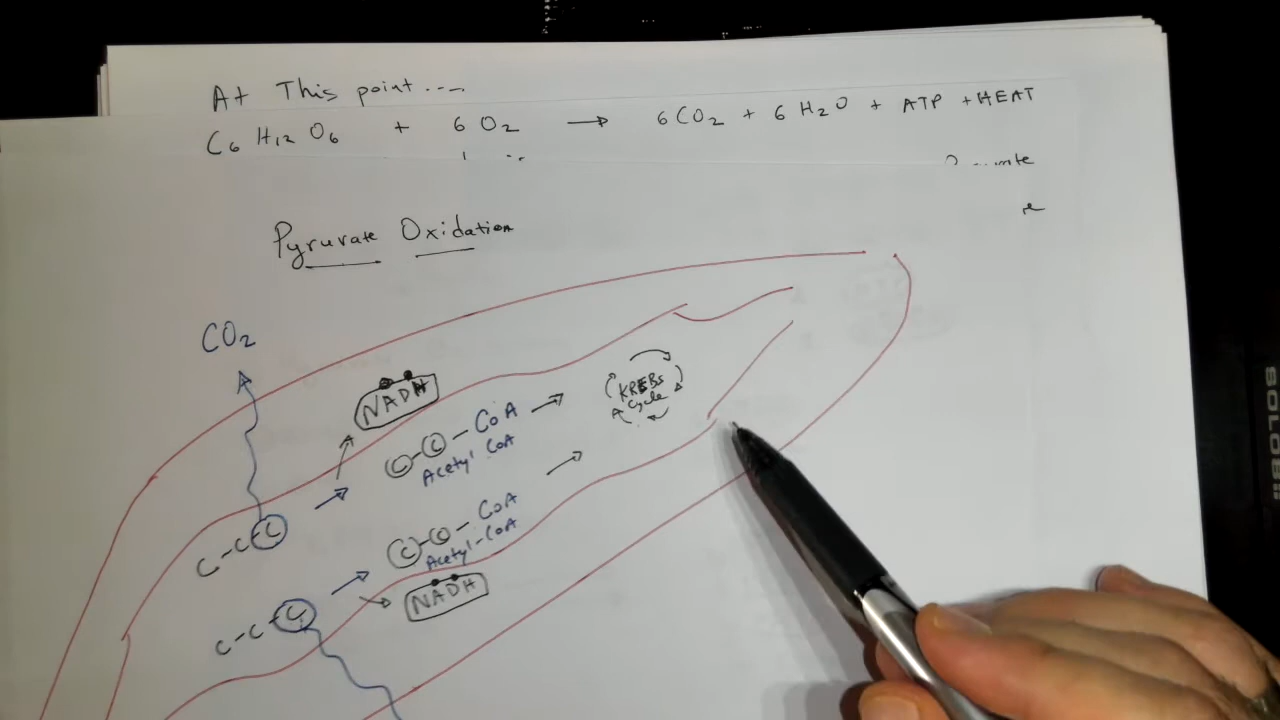 At This point....
C6 H12 O6 + 6 O2 → 6 CO2 + 6 H2O + ATP + HEAT
Pyruvate Oxidation
CO2
NADH
C-C-CoA
Acetyl CoA
KREBS
Cycle
C-C-C
C-C-CoA
Acetyl-CoA
NADH
C-C-C